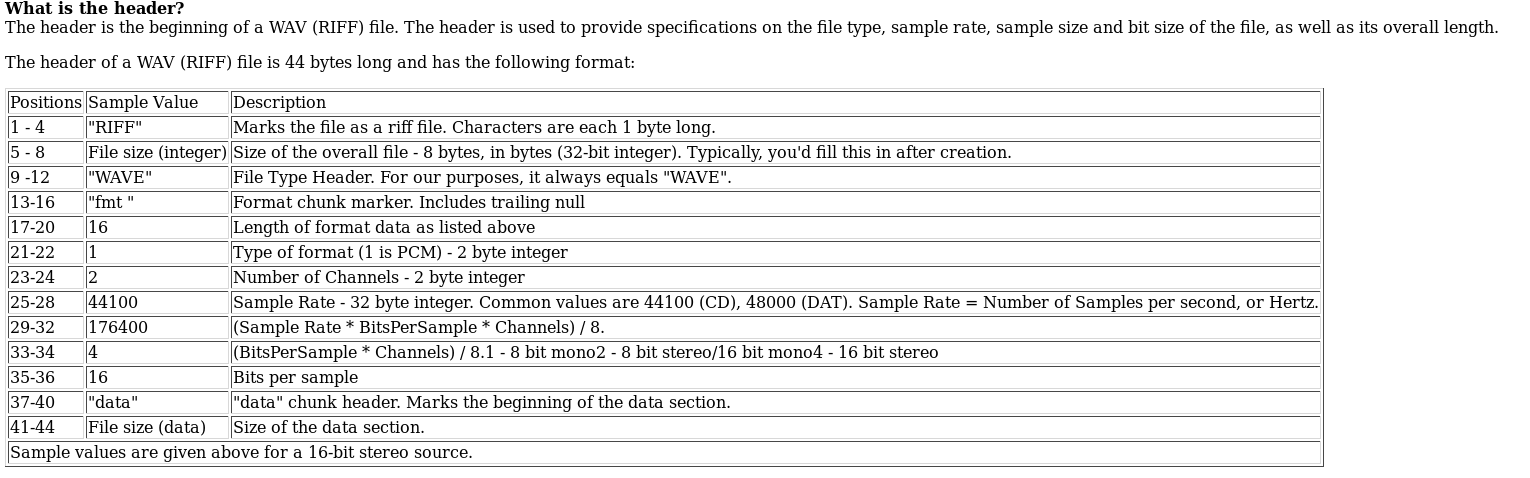 What is the header?
The header is the beginning of a WAV (RIFF) file. The header is used to provide specifications on the file type, sample rate, sample size and bit size of the file, as well as its overall length.
The header of a WAV (RIFF) file is 44 bytes long and has the following format:
Positions Sample Value Description
1 - 4 "RIFF" Marks the file as a riff file. Characters are each 1 byte long.
5 - 8 File size (integer) Size of the overall file - 8 bytes, in bytes (32-bit integer). Typically, you'd fill this in after creation.
9 -12 "WAVE" File Type Header. For our purposes, it always equals "WAVE".
13-16 "fmt " Format chunk marker. Includes trailing null
17-20 16 Length of format data as listed above
21-22 1 Type of format (1 is PCM) - 2 byte integer
23-24 2 Number of Channels - 2 byte integer
25-28 44100 Sample Rate - 32 byte integer. Common values are 44100 (CD), 48000 (DAT). Sample Rate = Number of Samples per second, or Hertz.
29-32 176400 (Sample Rate * BitsPerSample * Channels) / 8.
33-34 4 (BitsPerSample * Channels) / 8.1 - 8 bit mono2 - 8 bit stereo/16 bit mono4 - 16 bit stereo
35-36 16 Bits per sample
37-40 "data" "data" chunk header. Marks the beginning of the data section.
41-44 File size (data) Size of the data section.
Sample values are given above for a 16-bit stereo source.